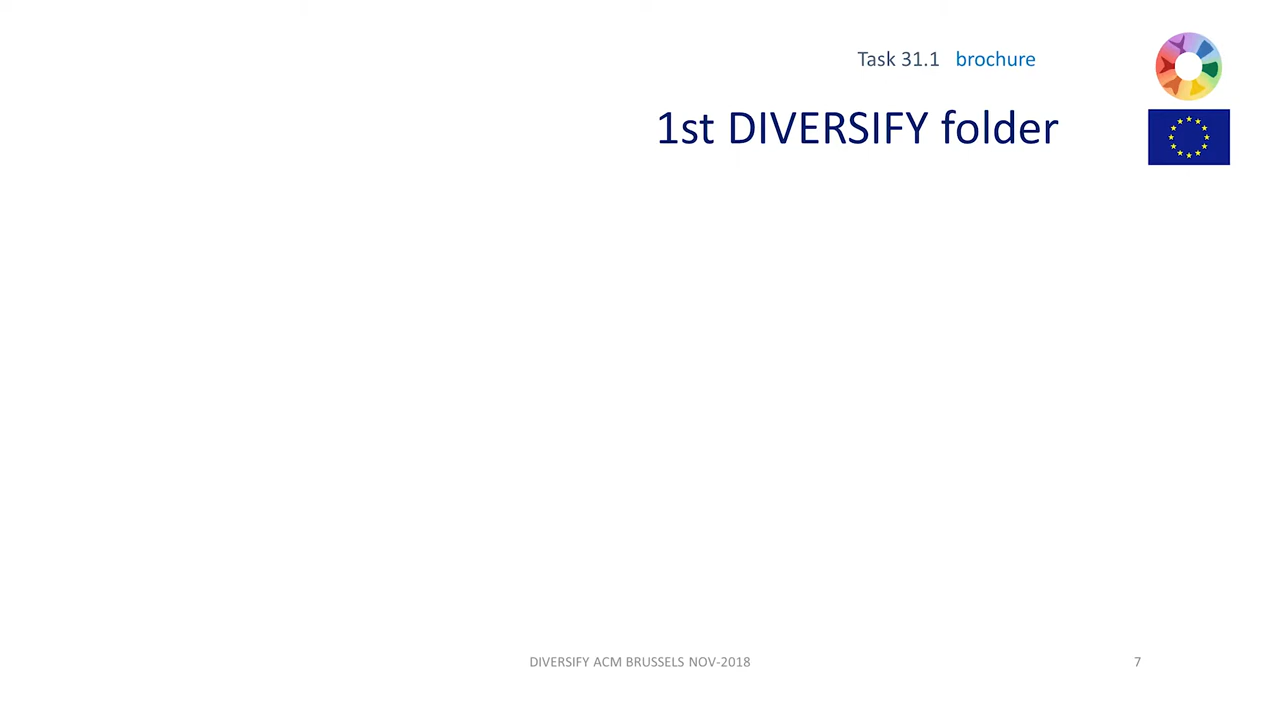 Task 31.1 brochure
1st DIVERSIFY folder
DIVERSIFY ACM BRUSSELS NOV-2018
7